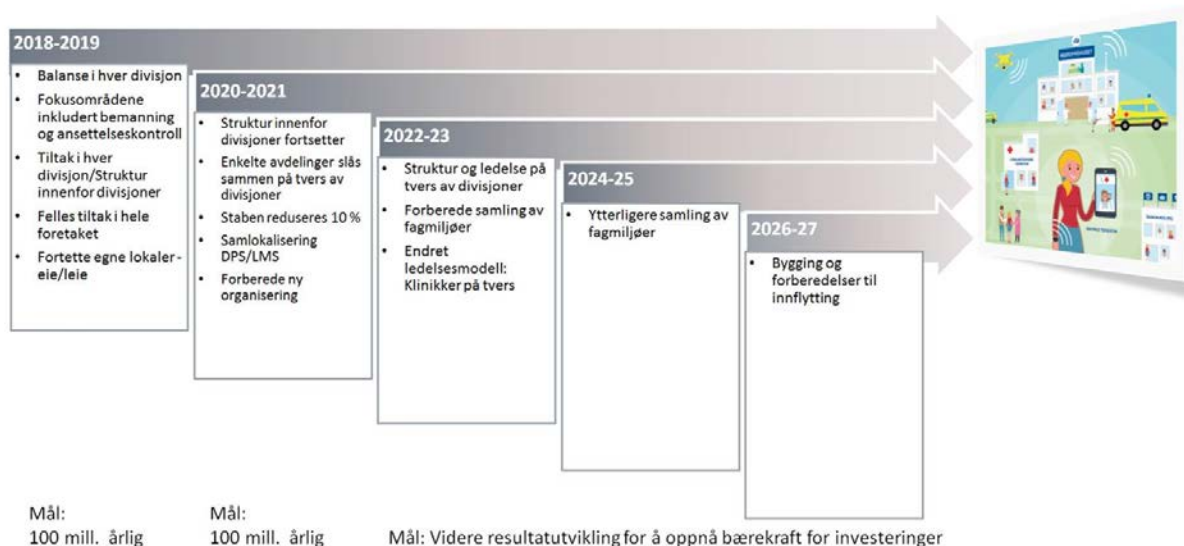 2018-2019
• Balanse i hver divisjon
• Fokusområdene
inkludert bemanning
og ansettelseskontroll
• Tiltak i hver
divisjon/Struktur
innenfor divisjoner
• Felles tiltak i hele
foretaket
• Fortette egne lokaler -
eie/leie
2020-2021
• Struktur innenfor
divisjoner fortsetter
• Enkelte avdelinger slås
sammen på tvers av
divisjoner
• Staben reduseres 10 %
• Samlokalisering
DPS/LMS
• Forberede ny
organisering
2022-23
• Struktur og ledelse på
tvers av divisjoner
• Forberede samling av
fagmiljøer
• Endret
ledelsesmodell:
Klinikker på tvers
2024-25
• Ytterligere samling av
fagmiljøer
2026-27
• Bygging og
forberedelser til
innflytting
Mål:
100 mill. årlig
Mål:
100 mill. årlig
Mål: Videre resultatutvikling for å oppnå bærekraft for investeringer